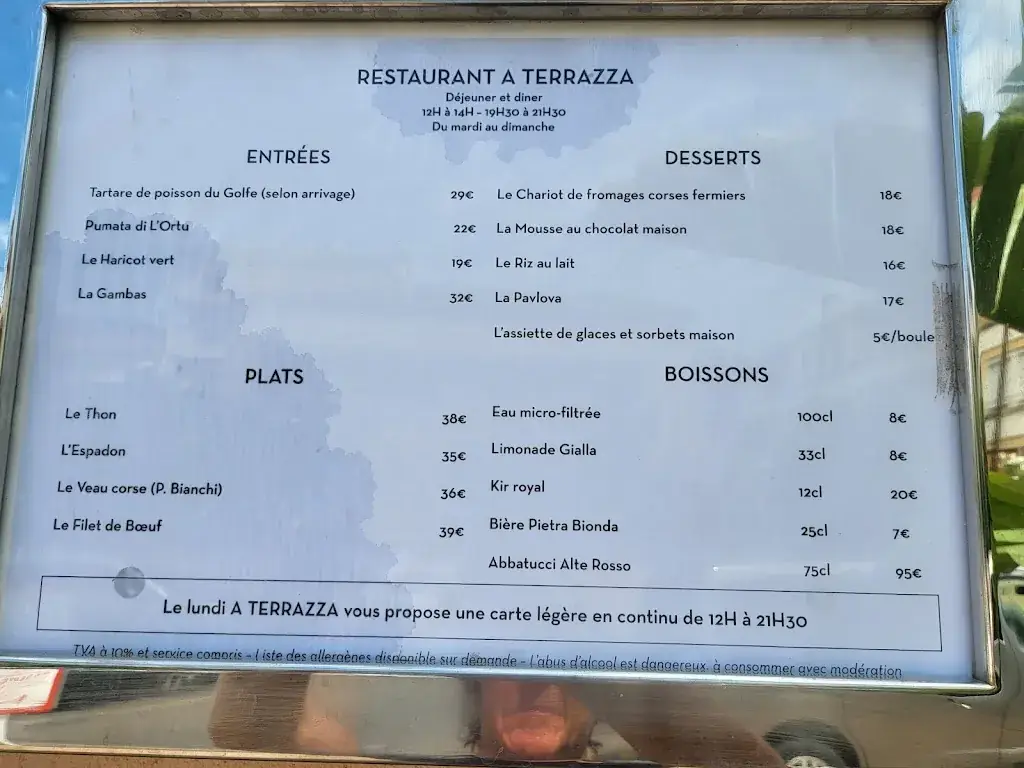 RESTAURANT A TERRAZZA
Déjeuner et diner
12H à 14H - 19H30 à 21H30
Du mardi au dimanche
ENTRÉES
Tartare de poisson du Golfe (selon arrivage) 29€
Pumata di L'Ortu 22€
Le Haricot vert 19€
La Gambas 32€
PLATS
Le Thon 38€
L'Espadon 35€
Le Veau corse (P. Bianchi) 36€
Le Filet de Bœuf 39€
DESSERTS
Le Chariot de fromages corses fermiers 18€
La Mousse au chocolat maison 18€
Le Riz au lait 16€
La Pavlova 17€
L'assiette de glaces et sorbets maison 5€/boule
BOISSONS
Eau micro-filtrée 100cl 8€
Limonade Gialla 33cl 8€
Kir royal 12cl 20€
Bière Pietra Bionda 25cl 7€
Abbatucci Alte Rosso 75cl 95€
Le lundi A TERRAZZA vous propose une carte légère en continu de 12H à 21H30
TVA à 10% et service compris - Liste des allergènes disponible sur demande - L'abus d'alcool est dangereux, à consommer avec modération